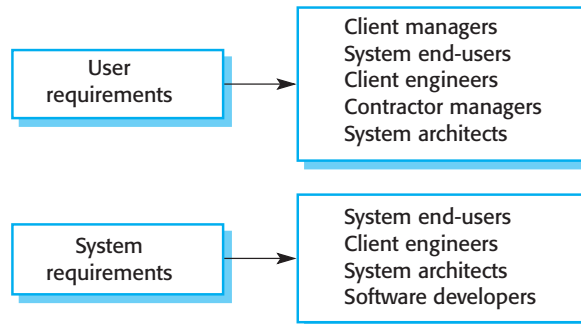 User
requirements
Client managers
System end-users
Client engineers
Contractor managers
System architects
System
requirements
System end-users
Client engineers
System architects
Software developers